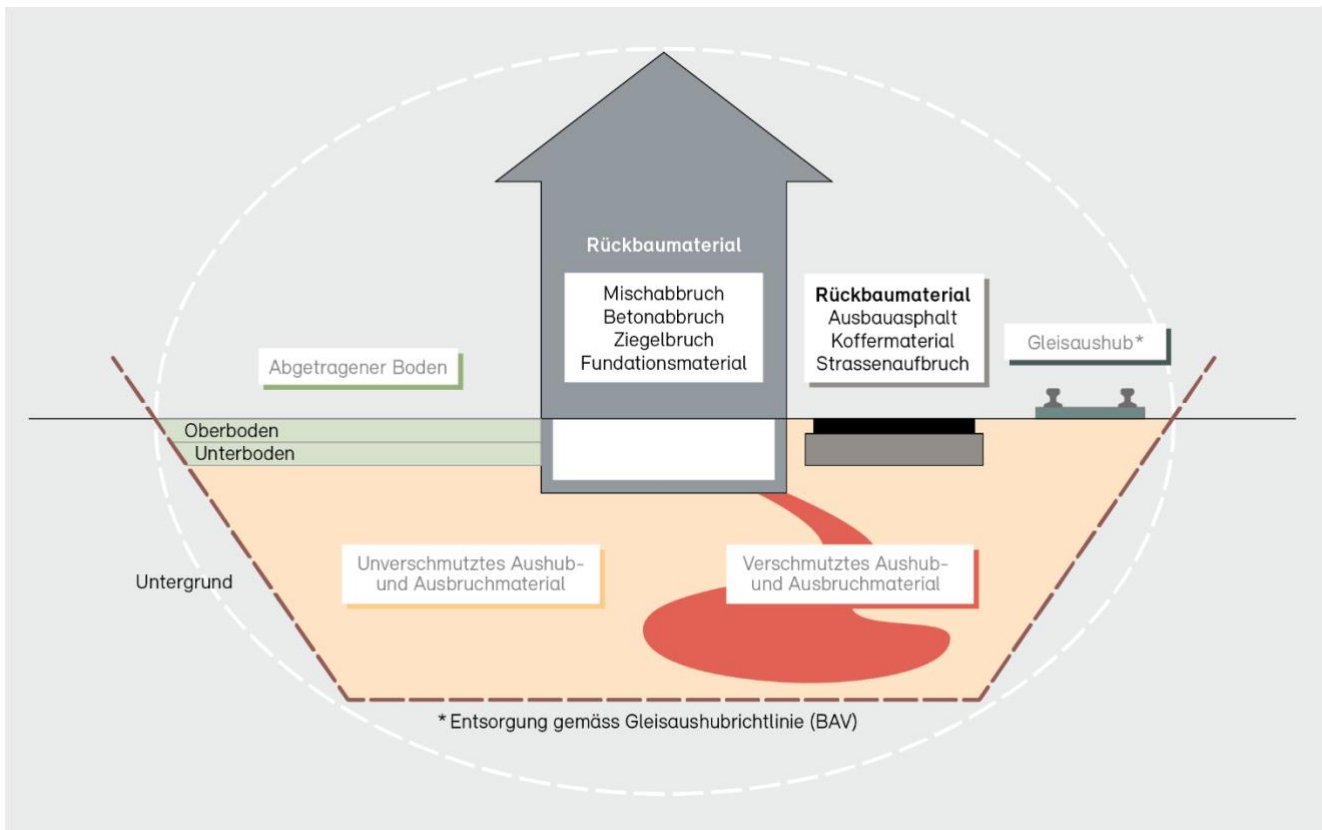 Rückbaumaterial
Mischabbruch
Betonabbruch
Ziegelbruch
Fundationsmaterial
Rückbaumaterial
Ausbauasphalt
Koffermaterial
Strassenaufbruch
Gleisaushub*
Abgetragener Boden
Oberboden
Unterboden
Unverschmutztes Aushub-
und Ausbruchmaterial
Verschmutztes Aushub-
und Ausbruchmaterial
Untergrund
* Entsorgung gemäss Gleisaushubrichtlinie (BAV)